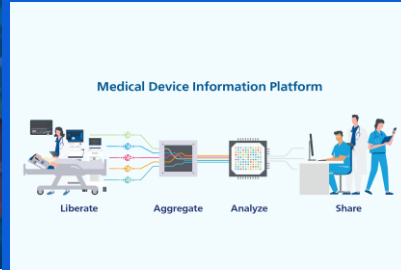 Medical Device Information Platform
Liberate
Aggregate
Analyze
Share